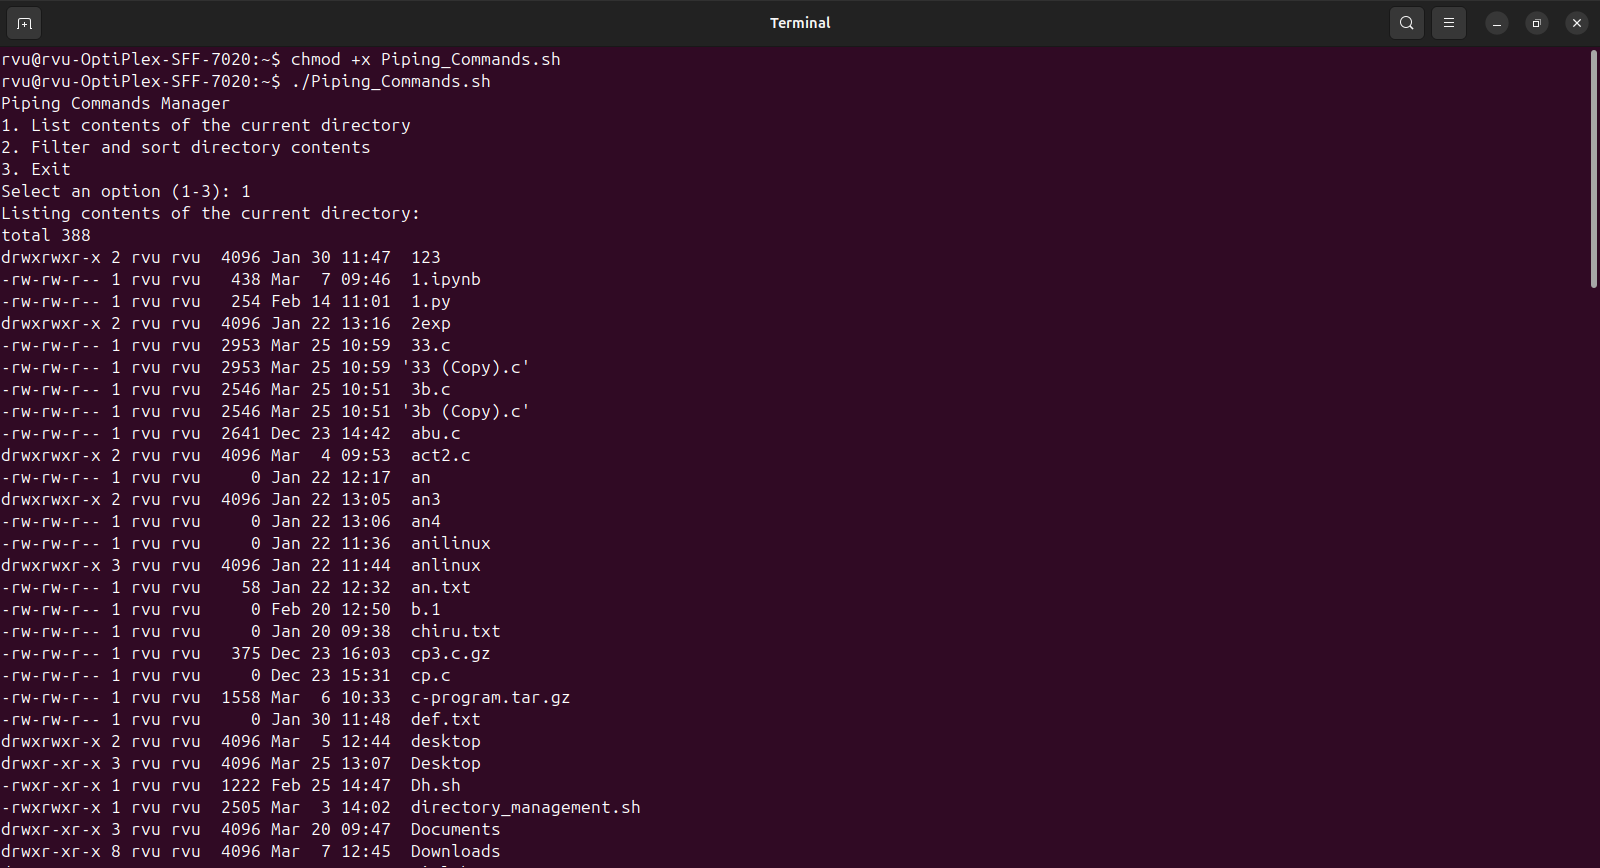 Terminal
rvu@rvu-OptiPlex-SFF-7020:~$ chmod +x Piping_Commands.sh
rvu@rvu-OptiPlex-SFF-7020:~$ ./Piping_Commands.sh
Piping Commands Manager
1. List contents of the current directory
2. Filter and sort directory contents
3. Exit
Select an option (1-3): 1
Listing contents of the current directory:
total 388
drwxrwxr-x 2 rvu rvu  4096 Jan 30 11:47  123
-rw-rw-r-- 1 rvu rvu   438 Mar  7 09:46  1.ipynb
-rw-rw-r-- 1 rvu rvu   254 Feb 14 11:01  1.py
drwxrwxr-x 2 rvu rvu  4096 Jan 22 13:16  2exp
-rw-rw-r-- 1 rvu rvu  2953 Mar 25 10:59  33.c
-rw-rw-r-- 1 rvu rvu  2953 Mar 25 10:59 '33 (Copy).c'
-rw-rw-r-- 1 rvu rvu  2546 Mar 25 10:51  3b.c
-rw-rw-r-- 1 rvu rvu  2546 Mar 25 10:51 '3b (Copy).c'
-rw-rw-r-- 1 rvu rvu  2641 Dec 23 14:42  abu.c
drwxrwxr-x 2 rvu rvu  4096 Mar  4 09:53  act2.c
-rw-rw-r-- 1 rvu rvu     0 Jan 22 12:17  an
drwxrwxr-x 2 rvu rvu  4096 Jan 22 13:05  an3
-rw-rw-r-- 1 rvu rvu     0 Jan 22 13:06  an4
-rw-rw-r-- 1 rvu rvu     0 Jan 22 11:36  anilinux
drwxrwxr-x 3 rvu rvu  4096 Jan 22 11:44  anlinux
-rw-rw-r-- 1 rvu rvu    58 Jan 22 12:32  an.txt
-rw-rw-r-- 1 rvu rvu     0 Feb 20 12:50  b.1
-rw-rw-r-- 1 rvu rvu     0 Jan 20 09:38  chiru.txt
-rw-rw-r-- 1 rvu rvu   375 Dec 23 16:03  cp3.c.gz
-rw-rw-r-- 1 rvu rvu     0 Dec 23 15:31  cp.c
-rw-rw-r-- 1 rvu rvu  1558 Mar  6 10:33  c-program.tar.gz
-rw-rw-r-- 1 rvu rvu     0 Jan 30 11:48  def.txt
drwxrwxr-x 2 rvu rvu  4096 Mar  5 12:44  desktop
drwxr-xr-x 3 rvu rvu  4096 Mar 25 13:07  Desktop
-rwxr-xr-x 1 rvu rvu  1222 Feb 25 14:47  Dh.sh
-rwxrwxr-x 1 rvu rvu  2505 Mar  3 14:02  directory_management.sh
drwxr-xr-x 3 rvu rvu  4096 Mar 20 09:47  Documents
drwxr-xr-x 8 rvu rvu  4096 Mar  7 12:45  Downloads